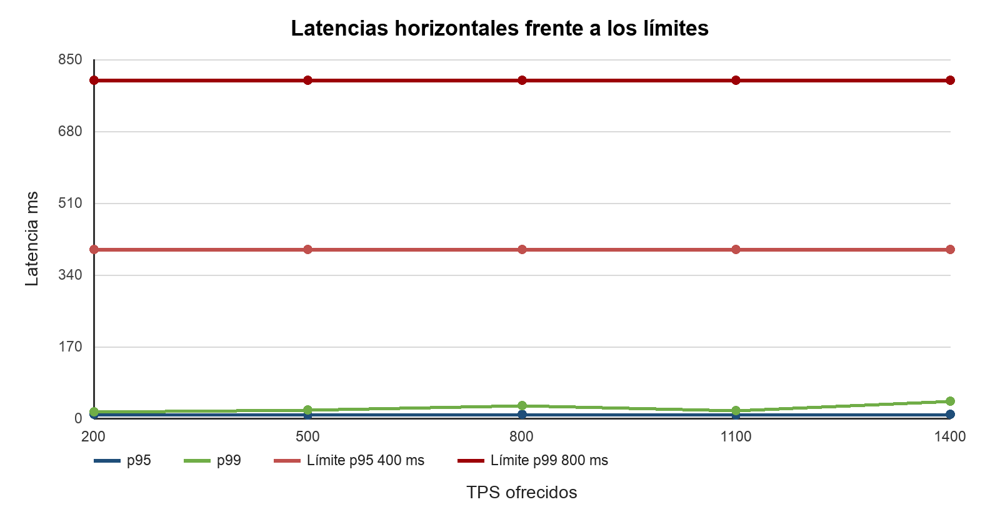 Latencias horizontales frente a los límites
850
680
510
340
170
0
Latencia ms
200 500 800 1100 1400
p95 p99 Límite p95 400 ms Límite p99 800 ms
TPS ofrecidos